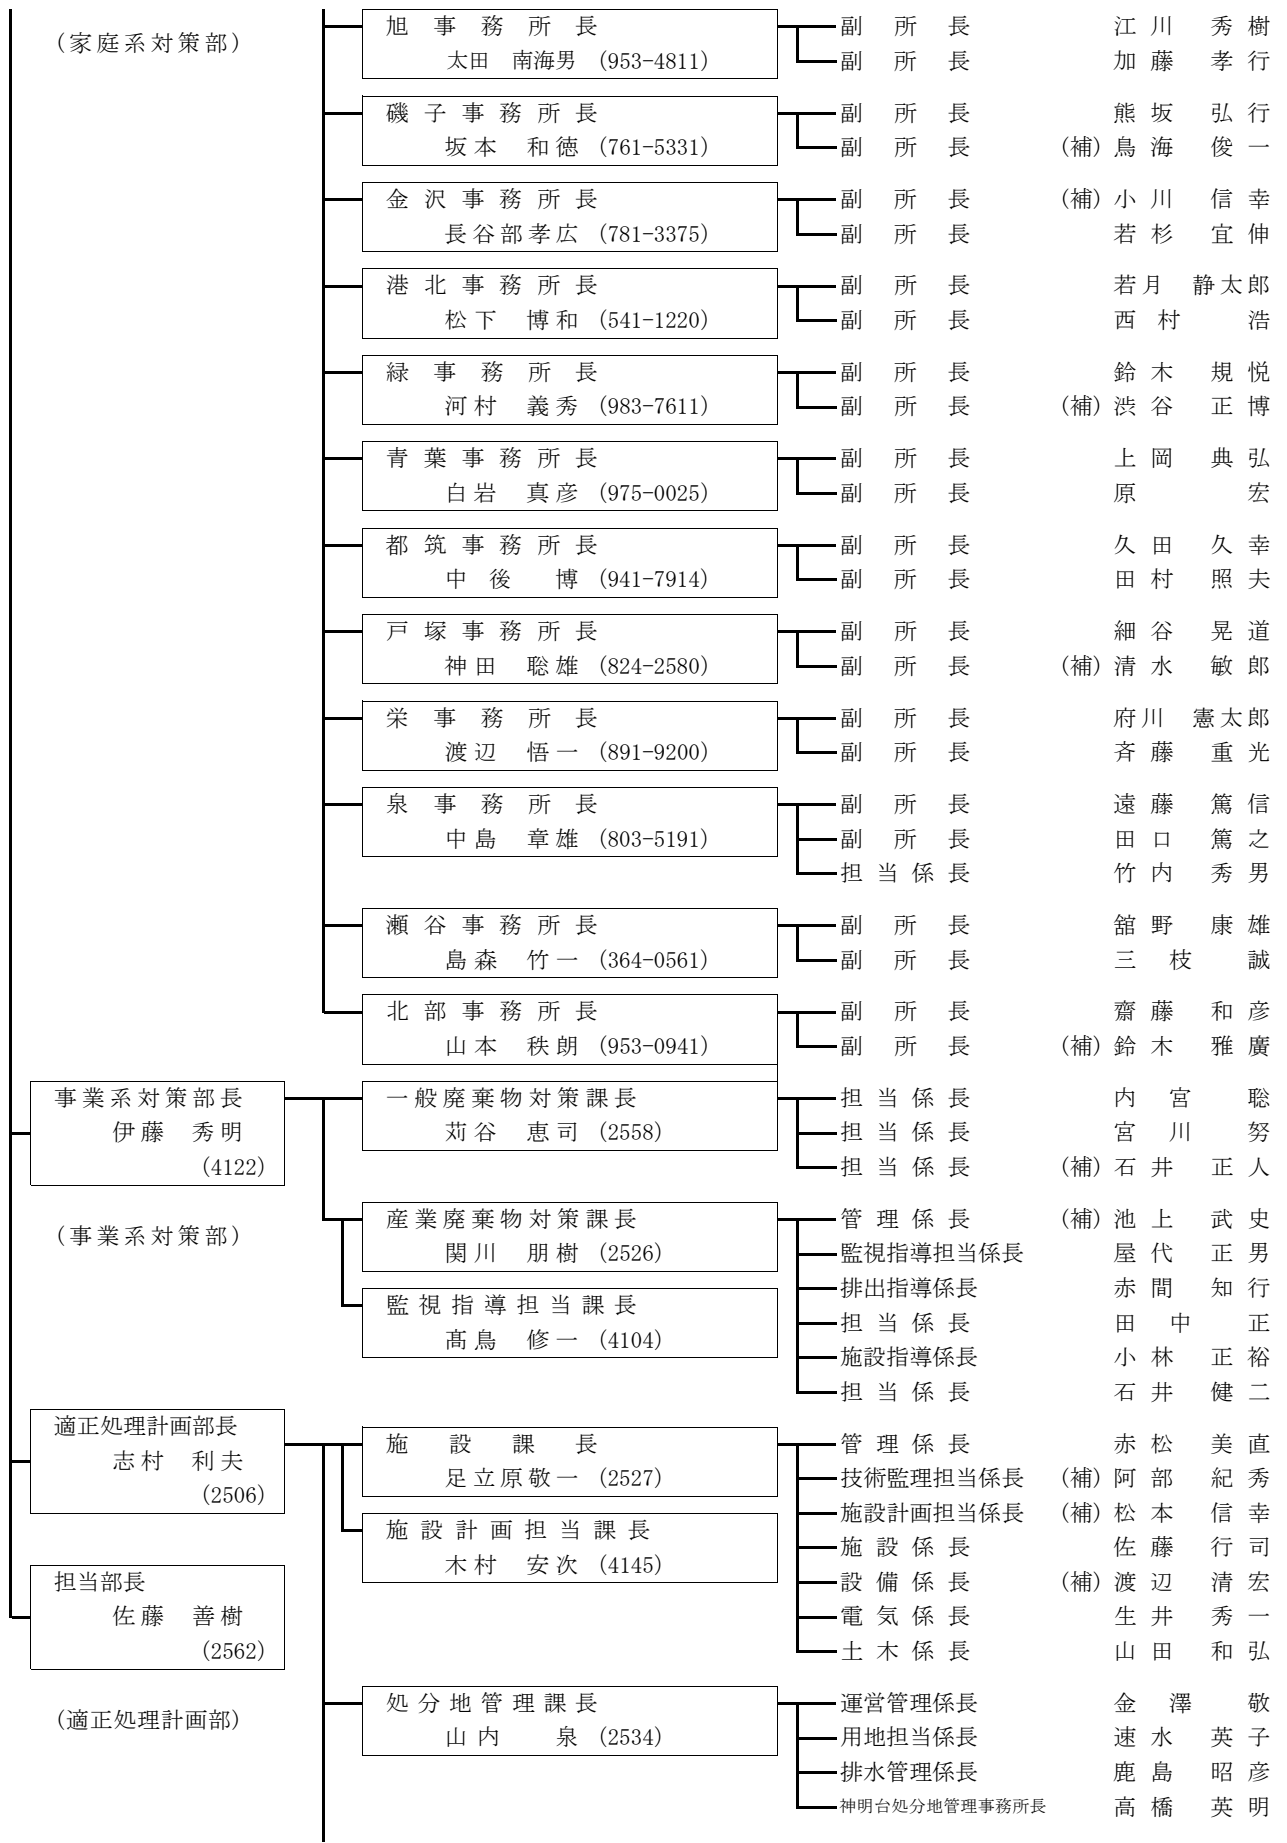 （家庭系対策部）
旭事務所長
太田　南海男　(953-4811)
副所長　江川　秀樹
副所長　加藤　孝行
磯子事務所長
坂本　和徳　(761-5331)
副所長　熊坂　弘行
副所長　(補)鳥海　俊一
金沢事務所長
長谷部孝広　(781-3375)
副所長　(補)小川　信幸
副所長　若杉　宜伸
港北事務所長
松下　博和　(541-1220)
副所長　若月　静太郎
副所長　西村　浩
緑事務所長
河村　義秀　(983-7611)
副所長　鈴木　規悦
副所長　(補)渋谷　正博
青葉事務所長
白岩　真彦　(975-0025)
副所長　上岡　典弘
副所長　原　宏
都筑事務所長
中後　博　(941-7914)
副所長　久田　久幸
副所長　田村　照夫
戸塚事務所長
神田　聡雄　(824-2580)
副所長　細谷　晃道
副所長　(補)清水　敏郎
栄事務所長
渡辺　悟一　(891-9200)
副所長　府川　憲太郎
副所長　斉藤　重光
泉事務所長
中島　章雄　(803-5191)
副所長　遠藤　篤信
副所長　田口　篤之
担当係長　竹内　秀男
瀬谷事務所長
島森　竹一　(364-0561)
副所長　舘野　康雄
副所長　三枝　誠
北部事務所長
山本　秩朗　(953-0941)
副所長　齋藤　和彦
副所長　(補)鈴木　雅廣
事業系対策部長
伊藤　秀明
(4122)
（事業系対策部）
一般廃棄物対策課長
苅谷　恵司　(2558)
担当係長　内宮　聡
担当係長　宮川　努
担当係長　(補)石井　正人
産業廃棄物対策課長
関川　朋樹　(2526)
監視指導担当課長
髙鳥　修一　(4104)
管理係長　(補)池上　武史
監視指導担当係長　屋代　正男
排出指導係長　赤間　知行
担当係長　田中　正
施設指導係長　小林　正裕
担当係長　石井　健二
適正処理計画部長
志村　利夫
(2506)
担当部長
佐藤　善樹
(2562)
（適正処理計画部）
施設課長
足立原敬一　(2527)
施設計画担当課長
木村　安次　(4145)
管理係長　赤松　美直
技術監理担当係長　(補)阿部　紀秀
施設計画担当係長　(補)松本　信幸
施設係長　佐藤　行司
設備係長　(補)渡辺　清宏
電気係長　生井　秀一
土木係長　山田　和弘
処分地管理課長
山内　泉　(2534)
運営管理係長　金澤　敬
用地担当係長　速水　英子
排水管理係長　鹿島　昭彦
神明台処分地管理事務所長　高橋　英明